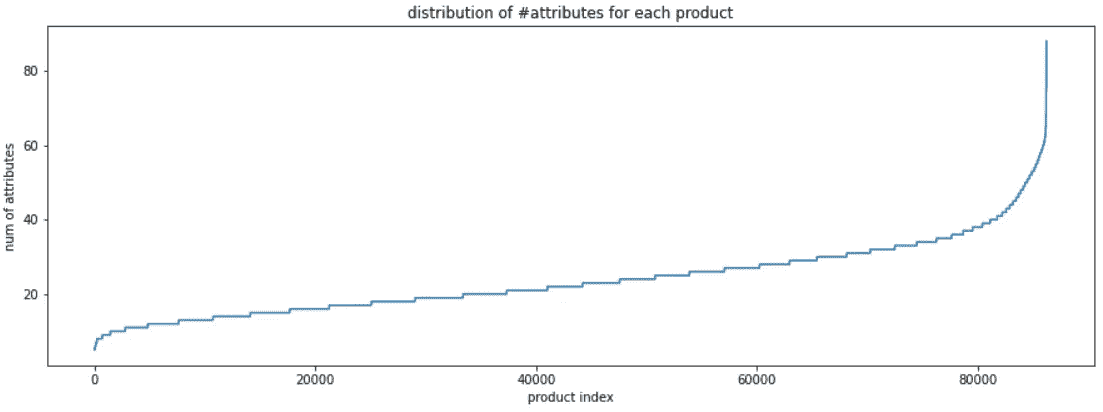 distribution of #attributes for each product
80
60
40
20
num of attributes
0 20000 40000 60000 80000
product index